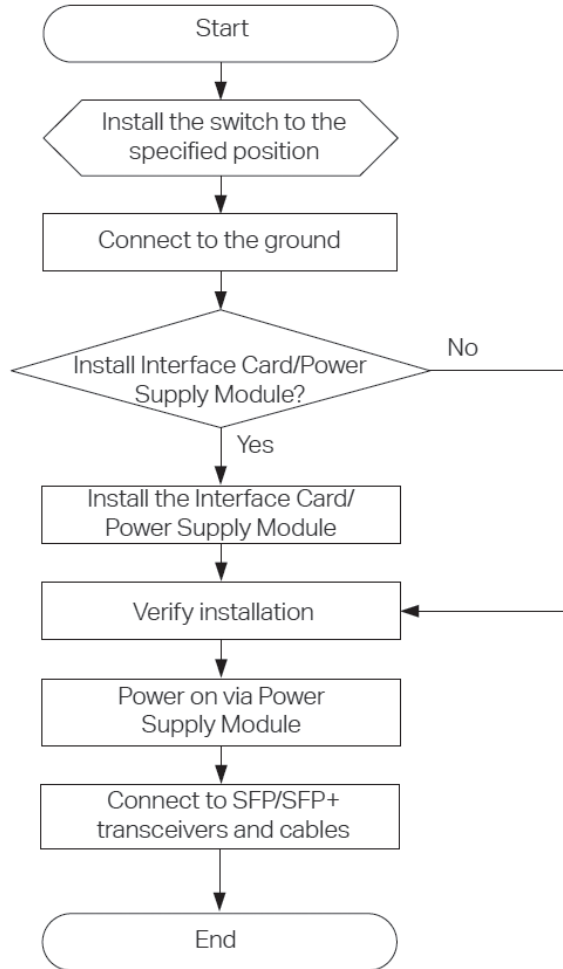 Start
Install the switch to the
specified position
Connect to the ground
Install Interface Card/Power
Supply Module?
No
Yes
Install the Interface Card/
Power Supply Module
Verify installation
Power on via Power
Supply Module
Connect to SFP/SFP+
transceivers and cables
End